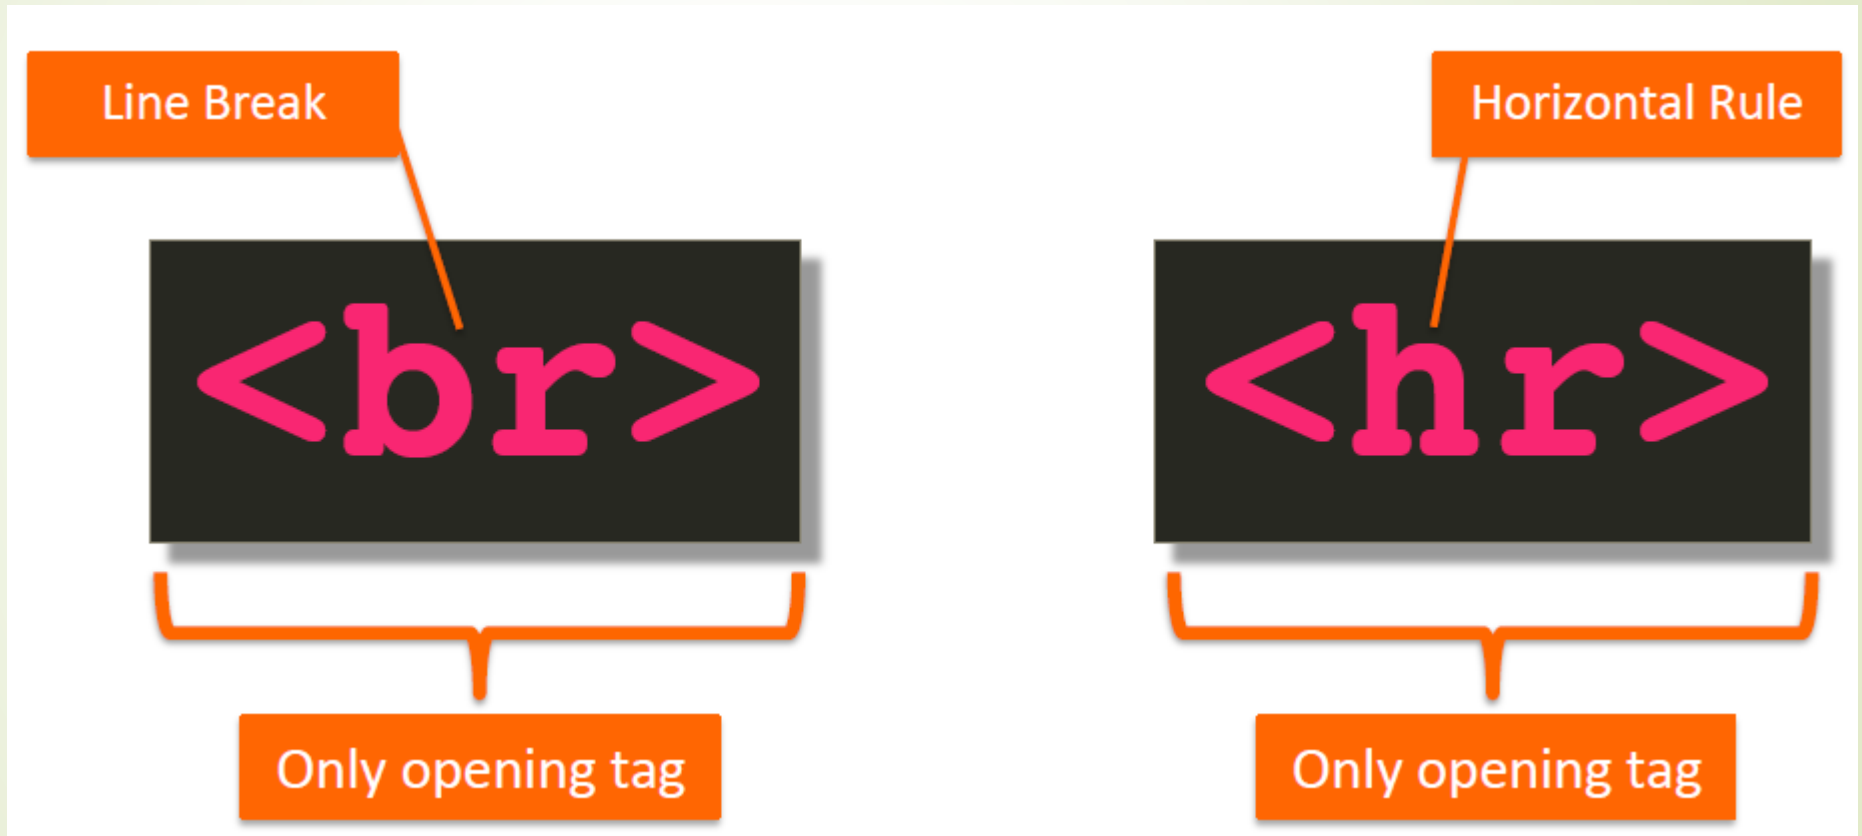 Line Break
Horizontal Rule
<br>
<hr>
Only opening tag
Only opening tag